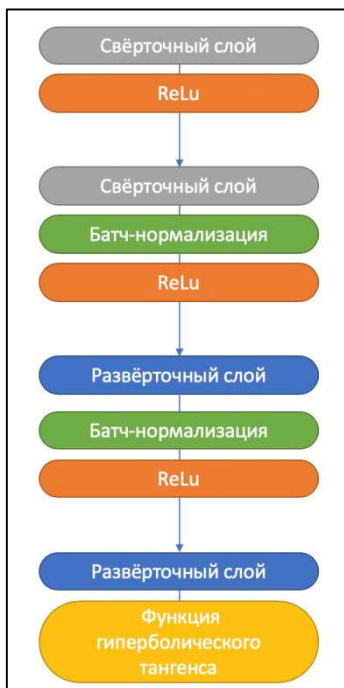 Свёрточный слой
ReLu
Свёрточный слой
Батч-нормализация
ReLu
Развёрточный слой
Батч-нормализация
ReLu
Развёрточный слой
Функция
гиперболического
тангенса